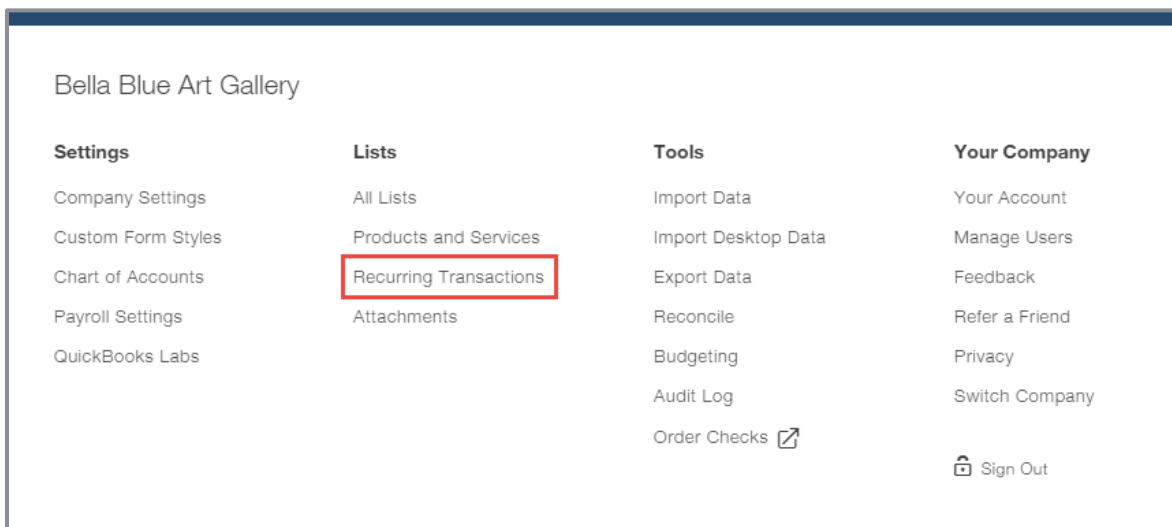 Bella Blue Art Gallery
Settings
Company Settings
Custom Form Styles
Chart of Accounts
Payroll Settings
QuickBooks Labs
Lists
All Lists
Products and Services
Recurring Transactions
Attachments
Tools
Import Data
Import Desktop Data
Export Data
Reconcile
Budgeting
Audit Log
Order Checks
Your Company
Your Account
Manage Users
Feedback
Refer a Friend
Privacy
Switch Company
Sign Out